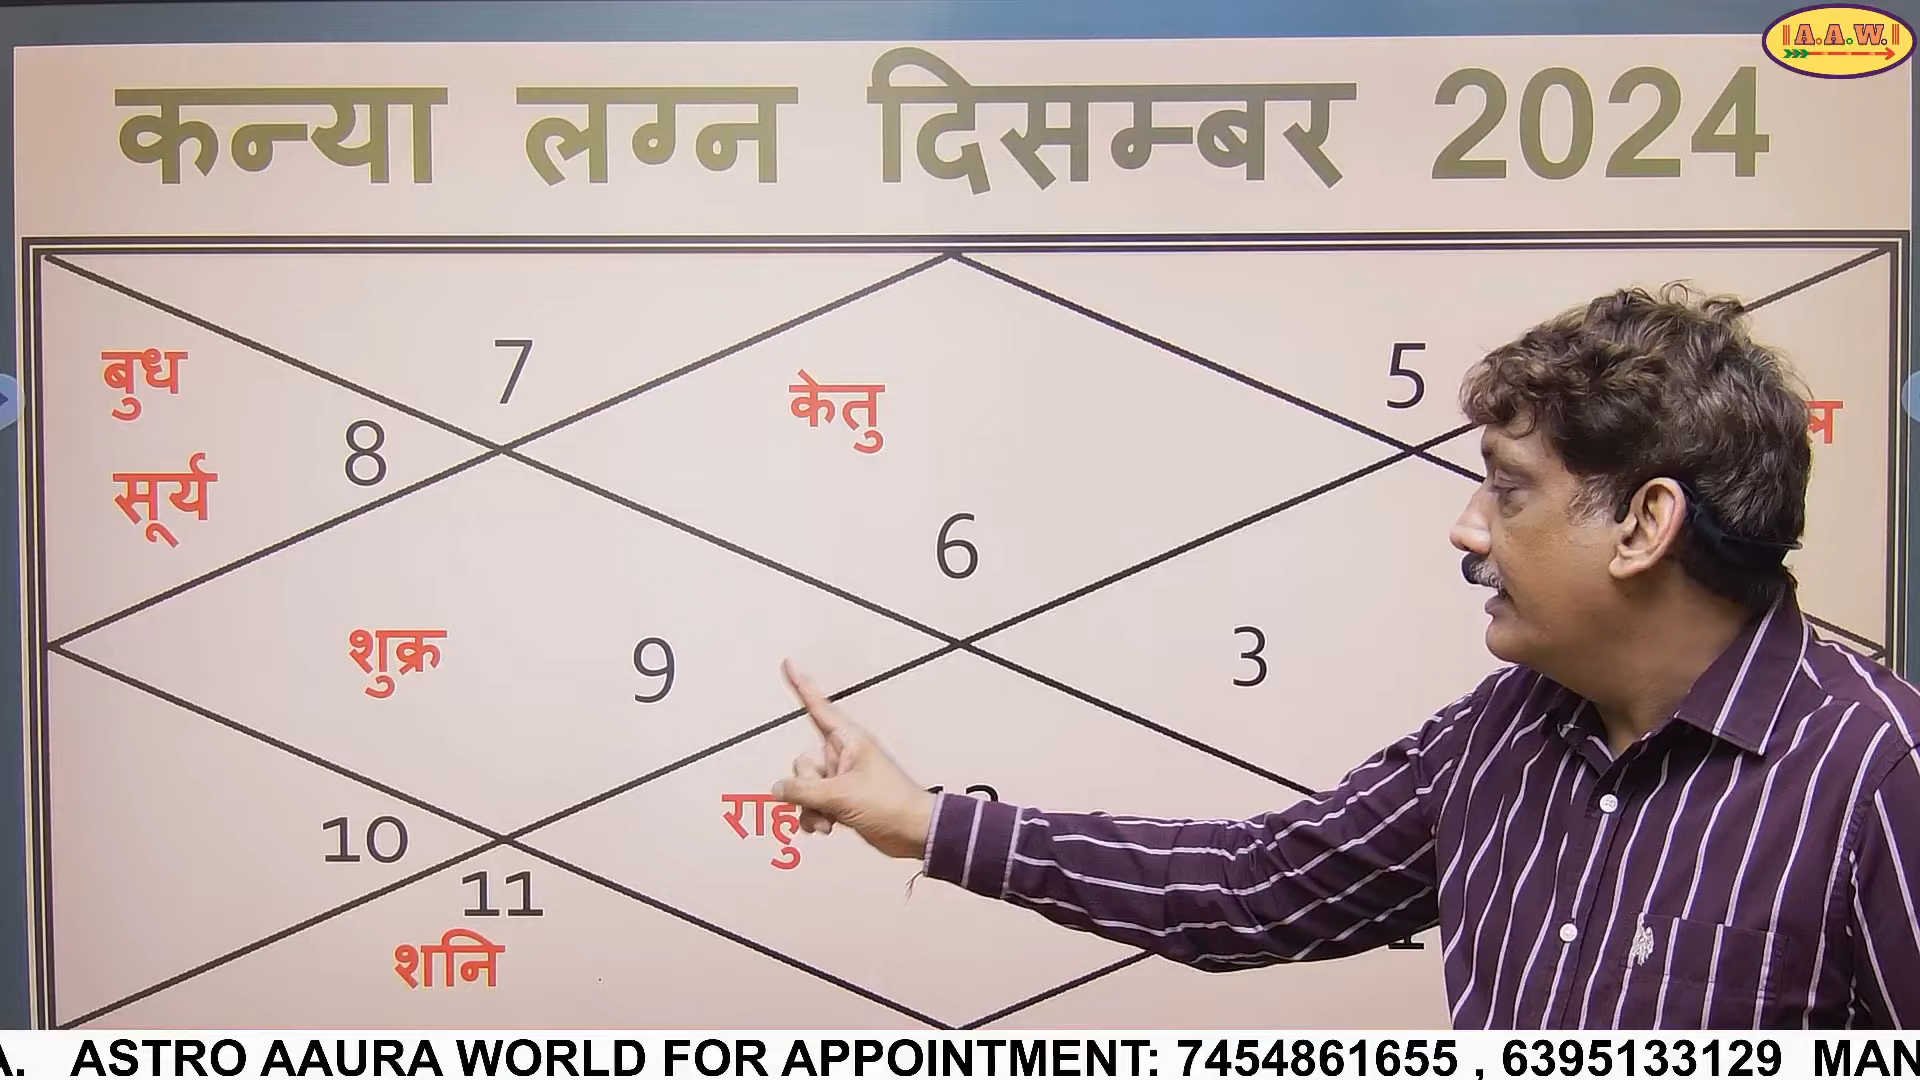 A.A.W.
कन्या लग्न दिसम्बर 2024
7
5
बुध
केतु
8
सूर्य
6
शुक्र
9
3
राहु
10
11
शनि
A. ASTRO AAURA WORLD FOR APPOINTMENT: 7454861655 , 6395133129 MAN